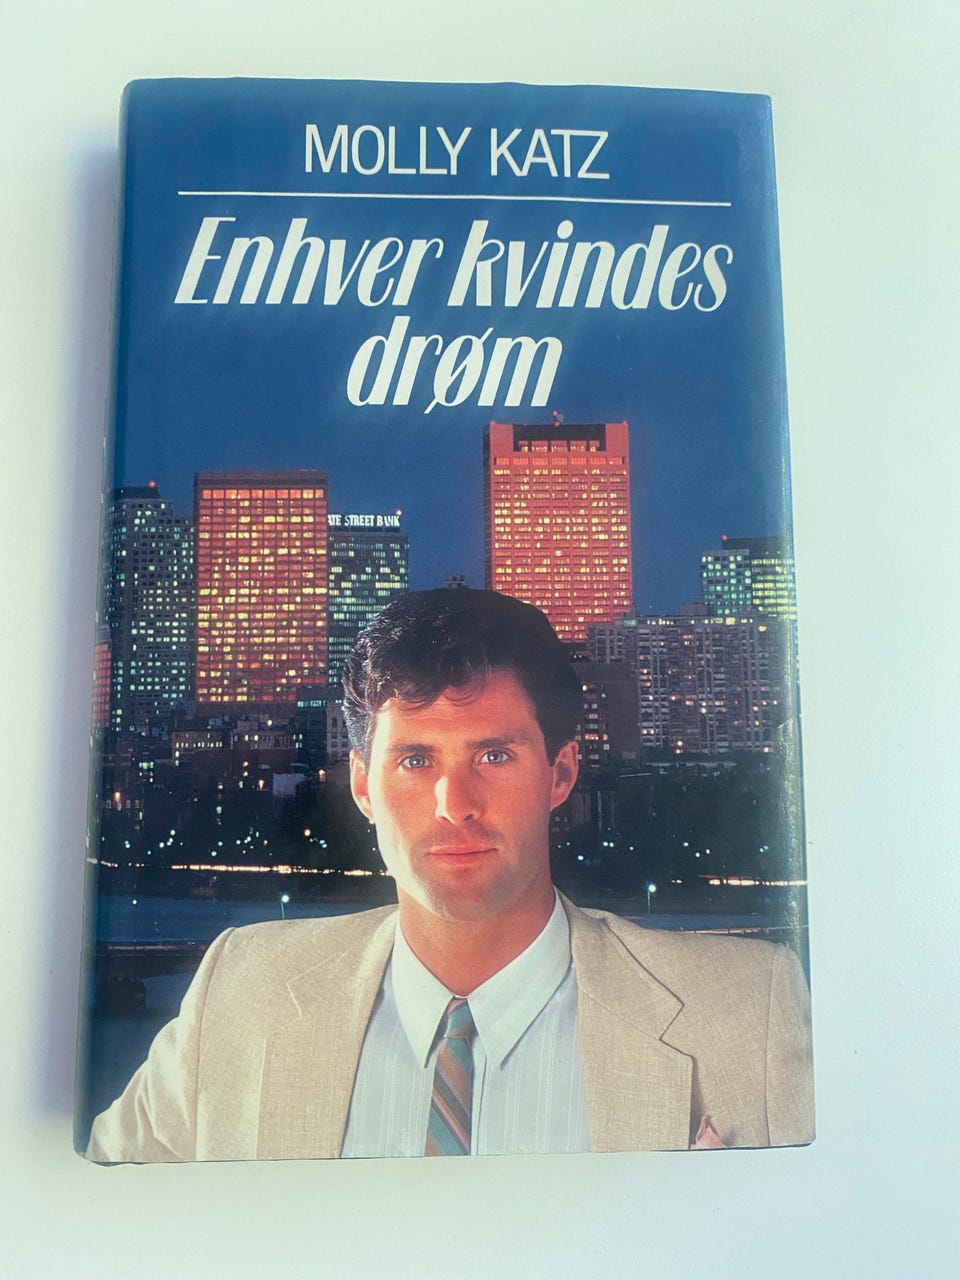 MOLLY KATZ
Enhver kvindes
drøm
ATE STREET BANK